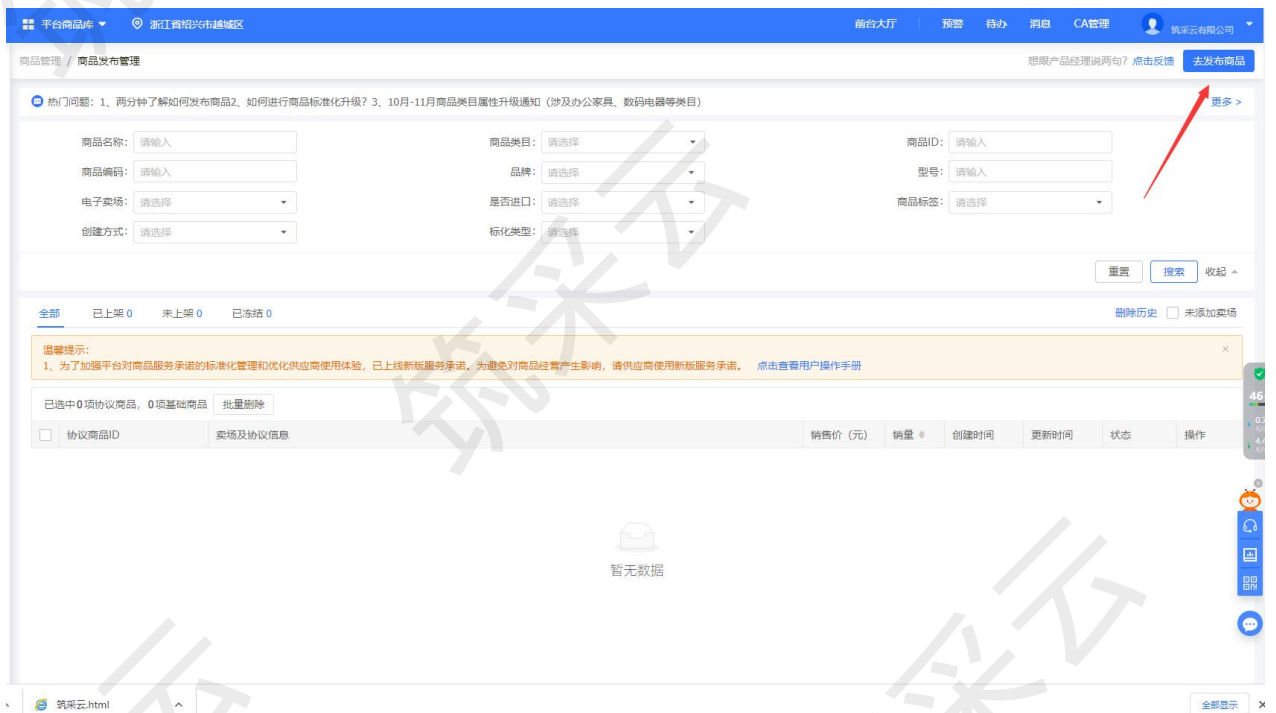 平台商品库 浙江省绍兴市越城区 前台大厅 预警 待办 消息 CA管理 筑采云有限公司
商品管理 / 商品发布管理 想跟产品经理说两句？点击反馈 去发布商品
热门问题：1、两分钟了解如何发布商品2、如何进行商品标准化升级？3、10月-11月商品类目属性升级通知（涉及办公家具、数码电器等类目） 更多 >
商品名称： 请输入 商品类目： 请选择 商品ID： 请输入
商品编码： 请输入 品牌： 请选择 型号： 请输入
电子卖场： 请选择 是否进口： 请选择 商品标签： 请选择
创建方式： 请选择 标化类型： 请选择
重置 搜索 收起
全部 已上架 0 未上架 0 已冻结 0 删除历史 未添加卖场
温馨提示：
1、为了加强平台对商品服务承诺的标准化管理和优化供应商使用体验，已上线新版服务承诺。为避免对商品经营产生影响，请供应商使用新版服务承诺。 点击查看用户操作手册
已选中0项协议商品，0项基础商品 批量删除
46
协议商品ID 卖场及协议信息 销售价（元） 销量 创建时间 更新时间 状态 操作
暂无数据
筑采云.html 全部显示
筑采云
筑采云